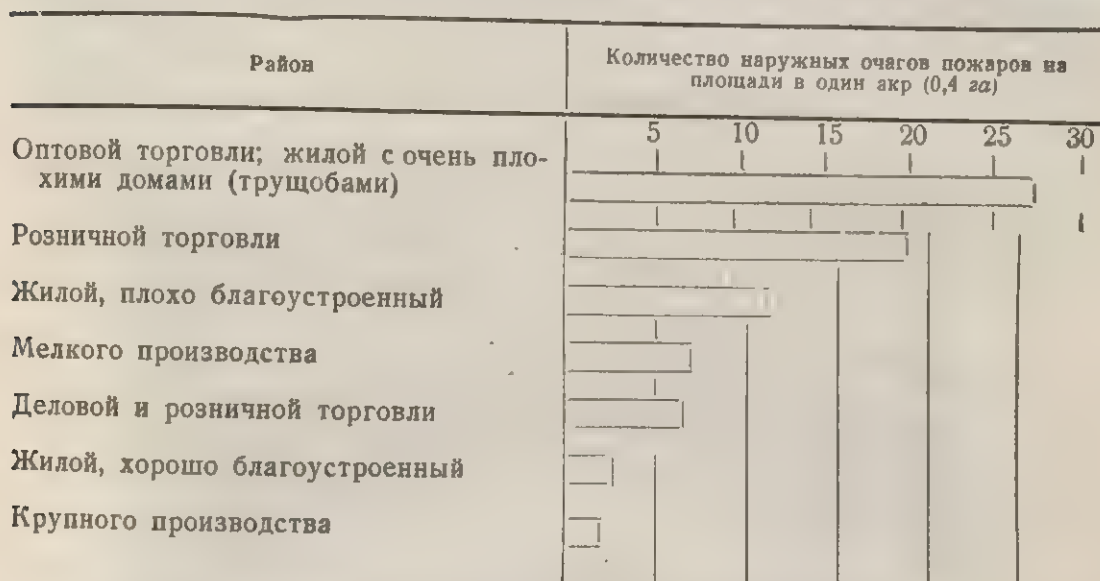 Район
Количество наружных очагов пожаров на
площади в один акр (0,4 га)
5 10 15 20 25 30
Оптовой торговли; жилой с очень пло-
хими домами (трущобами)
Розничной торговли
Жилой, плохо благоустроенный
Мелкого производства
Деловой и розничной торговли
Жилой, хорошо благоустроенный
Крупного производства